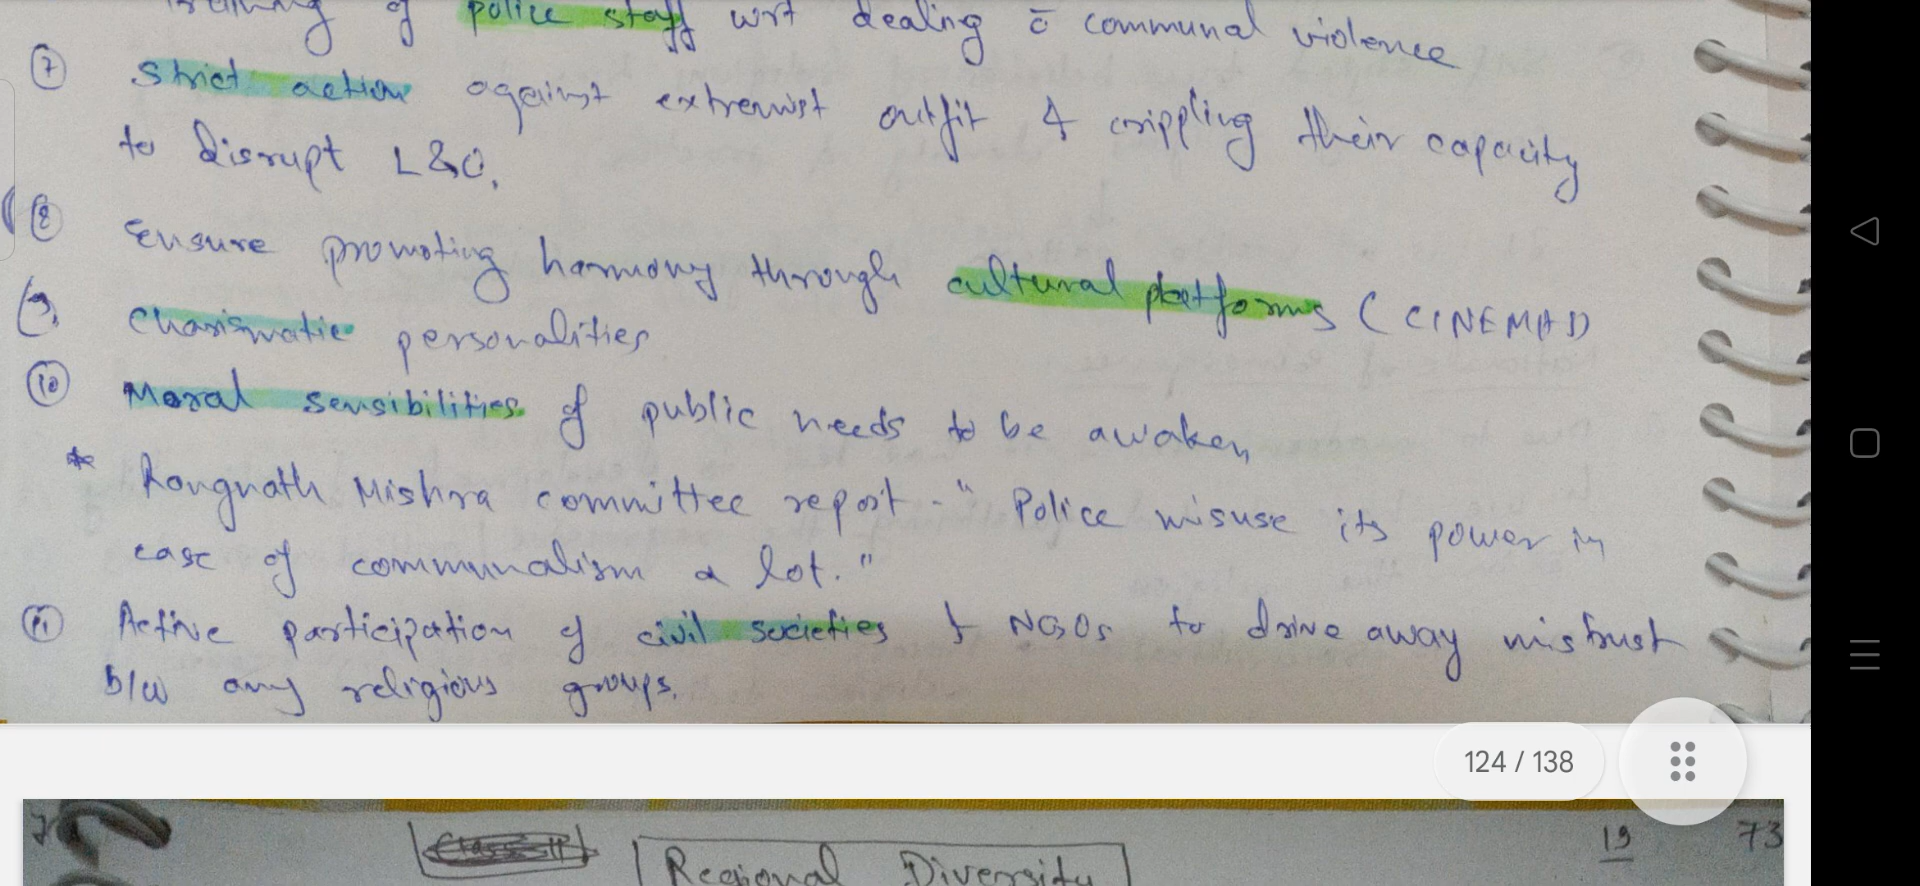 Training of police staff wrt dealing c̄ communal violence
⑦ Strict action against extremist outfit & crippling their capacity
to disrupt L&O.
⑧ Ensure promoting harmony through cultural platforms (CINEMAS)
9. Charismatic personalities
⑩ Moral sensibilities of public needs to be awaken
* Rangnath Mishra committee report - "Police misuse its power in
case of communalism a lot."
⑪ Active participation of civil societies & NGOs to drive away mistrust
b/w any religious groups.
124 / 138
Regional Diversity
19 73